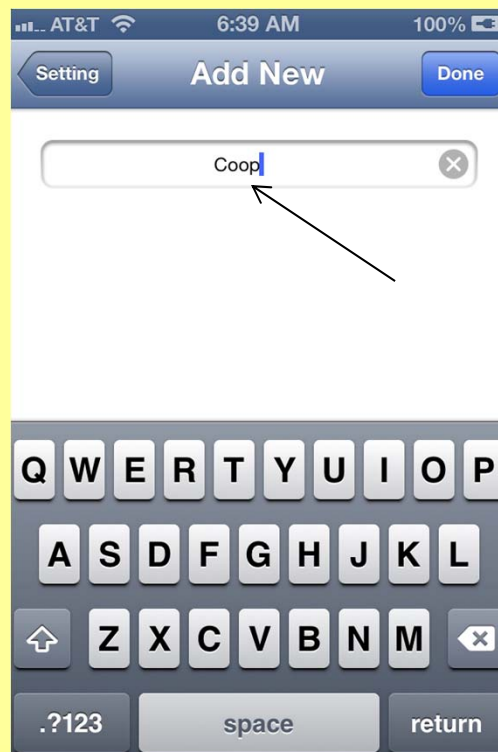 AT&T 6:39 AM 100%
Setting Add New Done
Coop
Q W E R T Y U I O P
A S D F G H J K L
Z X C V B N M
.?123 space return